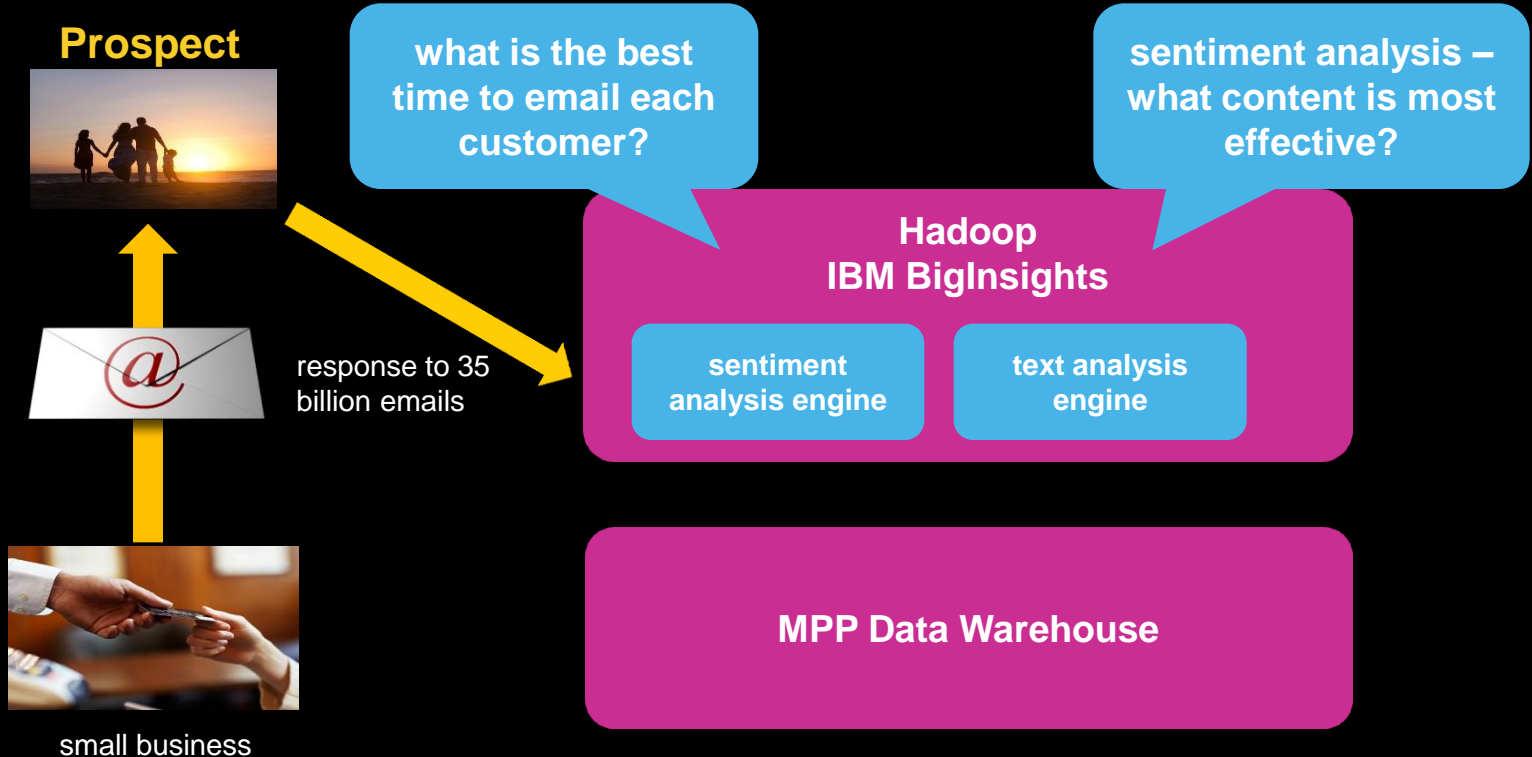 Prospect
what is the best
time to email each
customer?
sentiment analysis –
what content is most
effective?
Hadoop
IBM BigInsights
@
response to 35
billion emails
sentiment
analysis engine
text analysis
engine
MPP Data Warehouse
small business